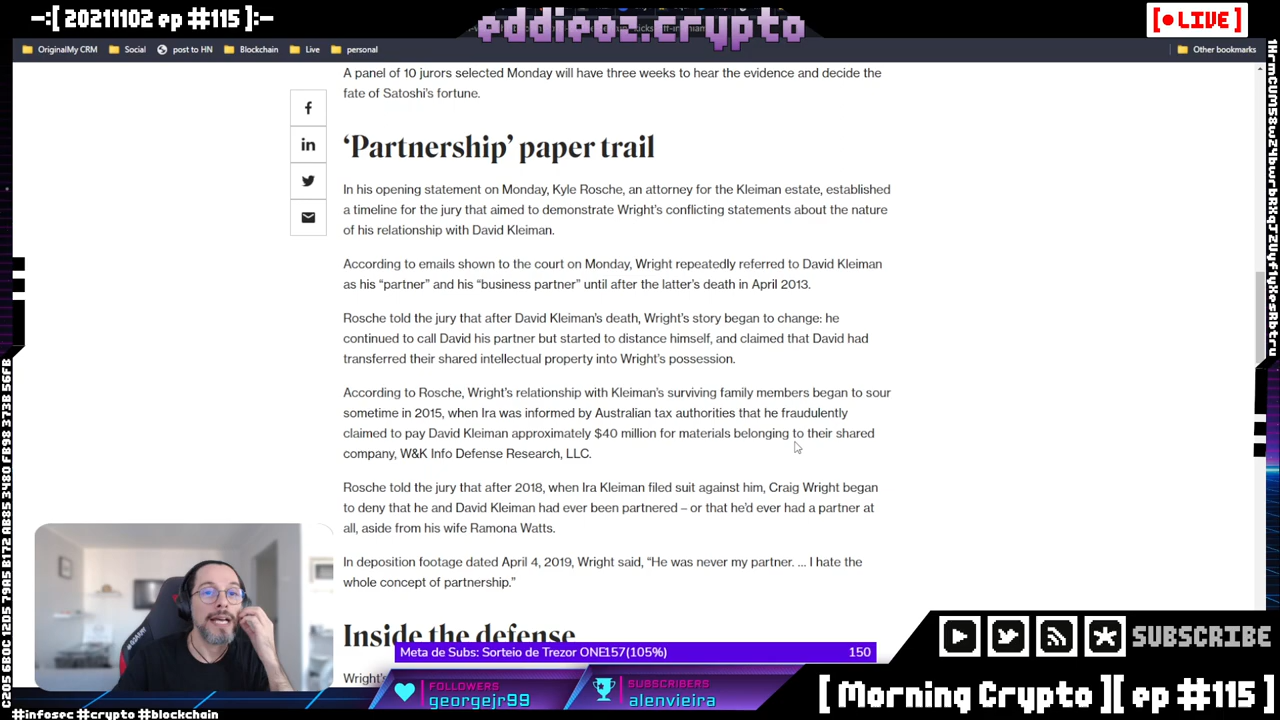 -:[ 20211102 ep #115 ]:-
eddieoz.crypto
[ LIVE ]
OriginalMy CRM
Social
post to HN
Blockchain
Live
personal
Other bookmarks
A panel of 10 jurors selected Monday will have three weeks to hear the evidence and decide the
fate of Satoshi's fortune.
‘Partnership’ paper trail
In his opening statement on Monday, Kyle Rosche, an attorney for the Kleiman estate, established
a timeline for the jury that aimed to demonstrate Wright's conflicting statements about the nature
of his relationship with David Kleiman.
According to emails shown to the court on Monday, Wright repeatedly referred to David Kleiman
as his “partner” and his “business partner” until after the latter's death in April 2013.
Rosche told the jury that after David Kleiman's death, Wright's story began to change: he
continued to call David his partner but started to distance himself, and claimed that David had
transferred their shared intellectual property into Wright's possession.
According to Rosche, Wright's relationship with Kleiman's surviving family members began to sour
sometime in 2015, when Ira was informed by Australian tax authorities that he fraudulently
claimed to pay David Kleiman approximately $40 million for materials belonging to their shared
company, W&K Info Defense Research, LLC.
Rosche told the jury that after 2018, when Ira Kleiman filed suit against him, Craig Wright began
to deny that he and David Kleiman had ever been partnered – or that he'd ever had a partner at
all, aside from his wife Ramona Watts.
In deposition footage dated April 4, 2019, Wright said, “He was never my partner. … I hate the
whole concept of partnership.”
Inside the defense
Meta de Subs: Sorteio de Trezor ONE157(105%) 150
FOLLOWERS
georgejr99
SUBSCRIBERS
alenvieira
SUBSCRIBE
[ Morning Crypto ][ ep #115 ]
#infosec #crypto #blockchain